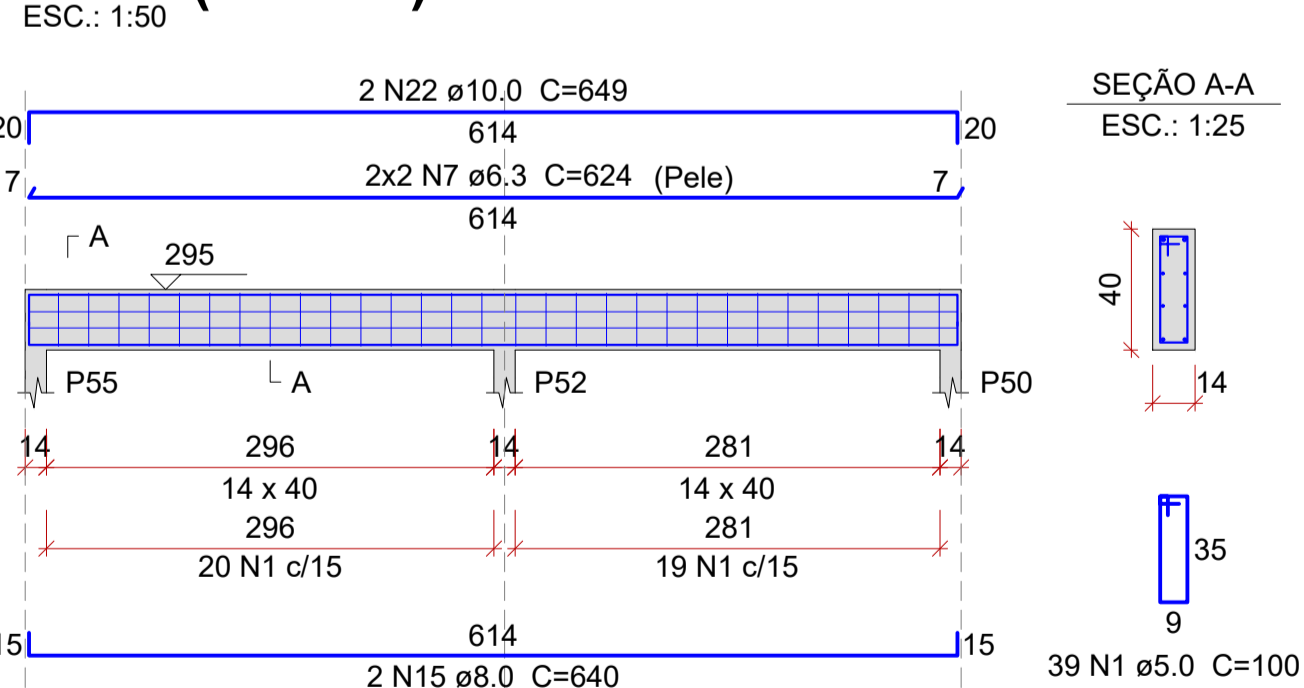 ESC.: 1:50
2 N22 ø10.0 C=649
20 614 20
2x2 N7 ø6.3 C=624 (Pele)
7 7
614
A
295
A
P55 P52 P50
14 296 14 281 14
14 x 40 14 x 40
296 281
20 N1 c/15 19 N1 c/15
614
15 15
2 N15 ø8.0 C=640
SEÇÃO A-A
ESC.: 1:25
40
14
35
9
39 N1 ø5.0 C=100